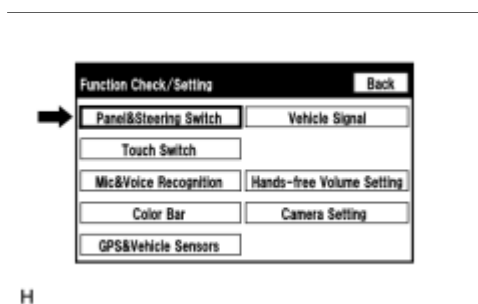 Function Check/Setting Back
Panel&Steering Switch Vehicle Signal
Touch Switch
Mic&Voice Recognition Hands-free Volume Setting
Color Bar Camera Setting
GPS&Vehicle Sensors
H